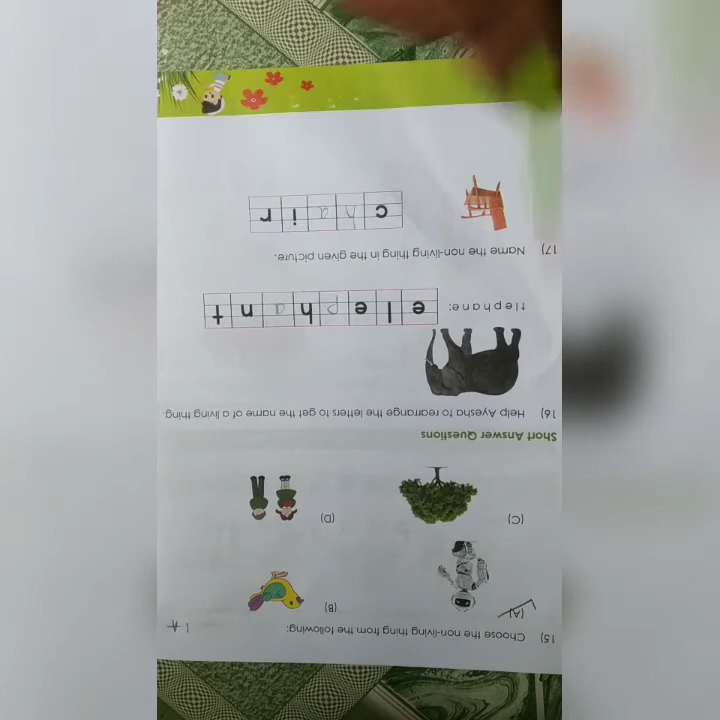 15) Choose the non-living thing from the following:
1 A
(A) (B)
(C) (D)
Short Answer Questions
16) Help Ayesha to rearrange the letters to get the name of a living thing.
t l e p h a n e : e l e p h a n t
17) Name the non-living thing in the given picture.
c h a i r